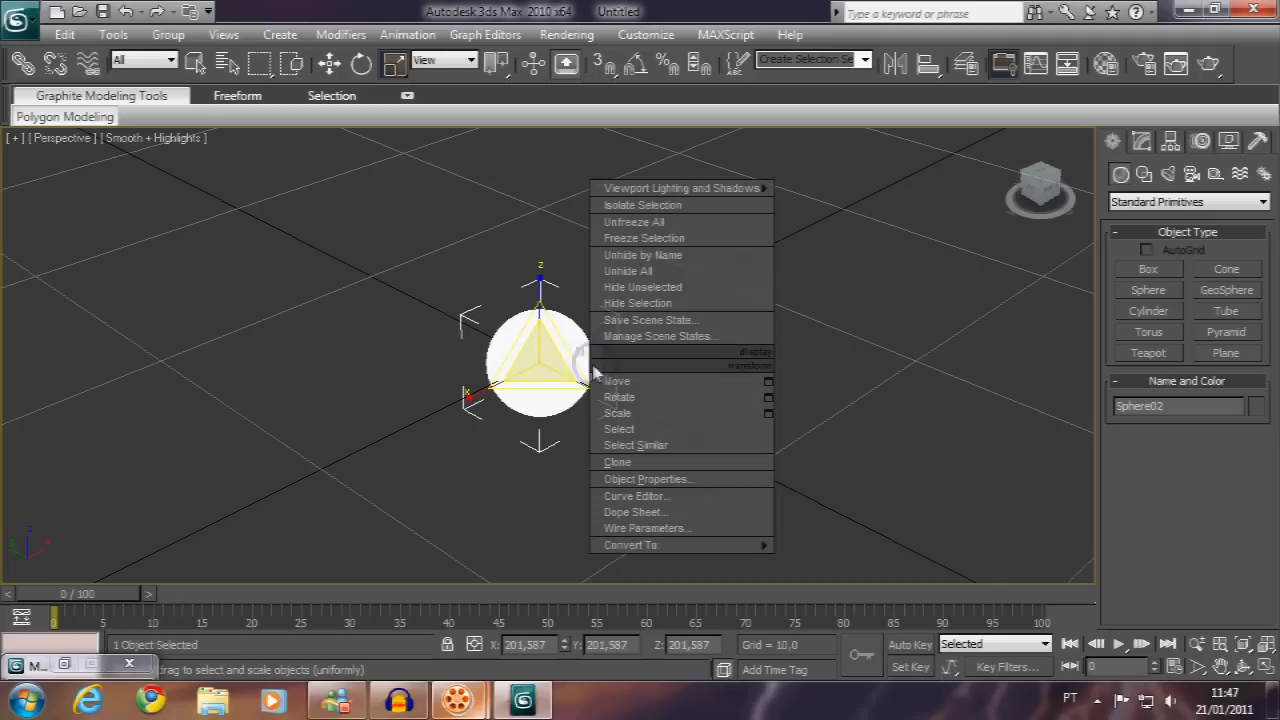 Autodesk 3ds Max 2010 x64 Untitled
Type a keyword or phrase
Edit Tools Group Views Create Modifiers Animation Graph Editors Rendering Customize MAXScript Help
All View 3 Create Selection Se
Graphite Modeling Tools Freeform Selection
Polygon Modeling
[ + ] [ Perspective ] [ Smooth + Highlights ]
Standard Primitives
- Object Type
AutoGrid
Box Cone
Sphere GeoSphere
Cylinder Tube
Torus Pyramid
Teapot Plane
- Name and Color
Sphere02
Viewport Lighting and Shadows
Isolate Selection
Unfreeze All
Freeze Selection
Unhide by Name
Unhide All
Hide Unselected
Hide Selection
Save Scene State...
Manage Scene States...
display
transform
Move
Rotate
Scale
Select
Select Similar
Clone
Object Properties...
Curve Editor...
Dope Sheet...
Wire Parameters...
Convert To:
z
x
z
< 0 / 100 >
0 5 10 15 20 25 30 35 40 45 50 55 60 65 70 75 80 85 90 95 100
1 Object Selected X: 201,587 Y: 201,587 Z: 201,587 Grid = 10,0 Auto Key Selected
M... drag to select and scale objects (uniformly) Add Time Tag Set Key Key Filters... 0
PT 11:47
21/01/2011